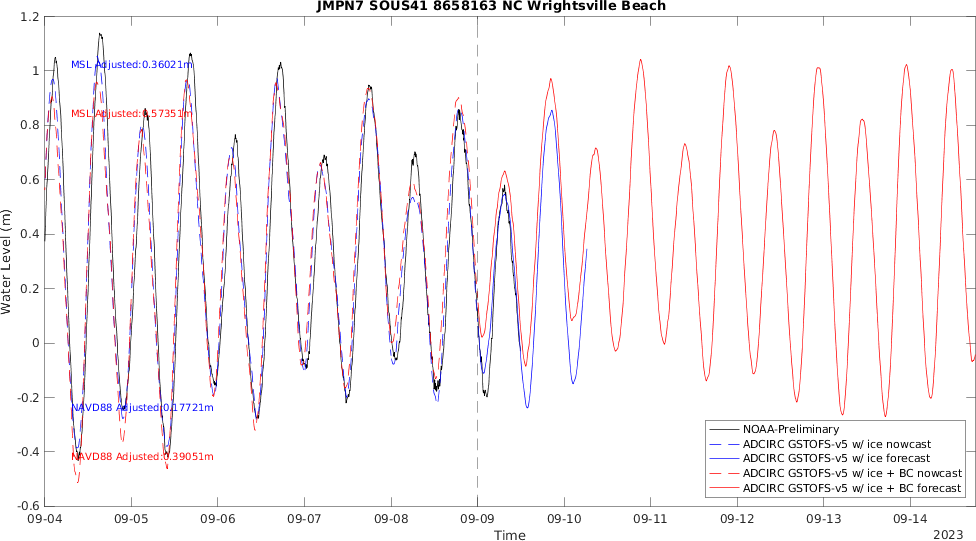 JMPN7 SOUS41 8658163 NC Wrightsville Beach
1.2
1
0.8
0.6
0.4
0.2
0
-0.2
-0.4
-0.6
Water Level (m)
MSL Adjusted:0.36021m
MSL Adjusted:0.57351m
NAVD88 Adjusted:0.17721m
NAVD88 Adjusted:0.39051m
NOAA-Preliminary
ADCIRC GSTOFS-v5 w/ ice nowcast
ADCIRC GSTOFS-v5 w/ ice forecast
ADCIRC GSTOFS-v5 w/ ice + BC nowcast
ADCIRC GSTOFS-v5 w/ ice + BC forecast
09-04 09-05 09-06 09-07 09-08 09-09 09-10 09-11 09-12 09-13 09-14
Time
2023